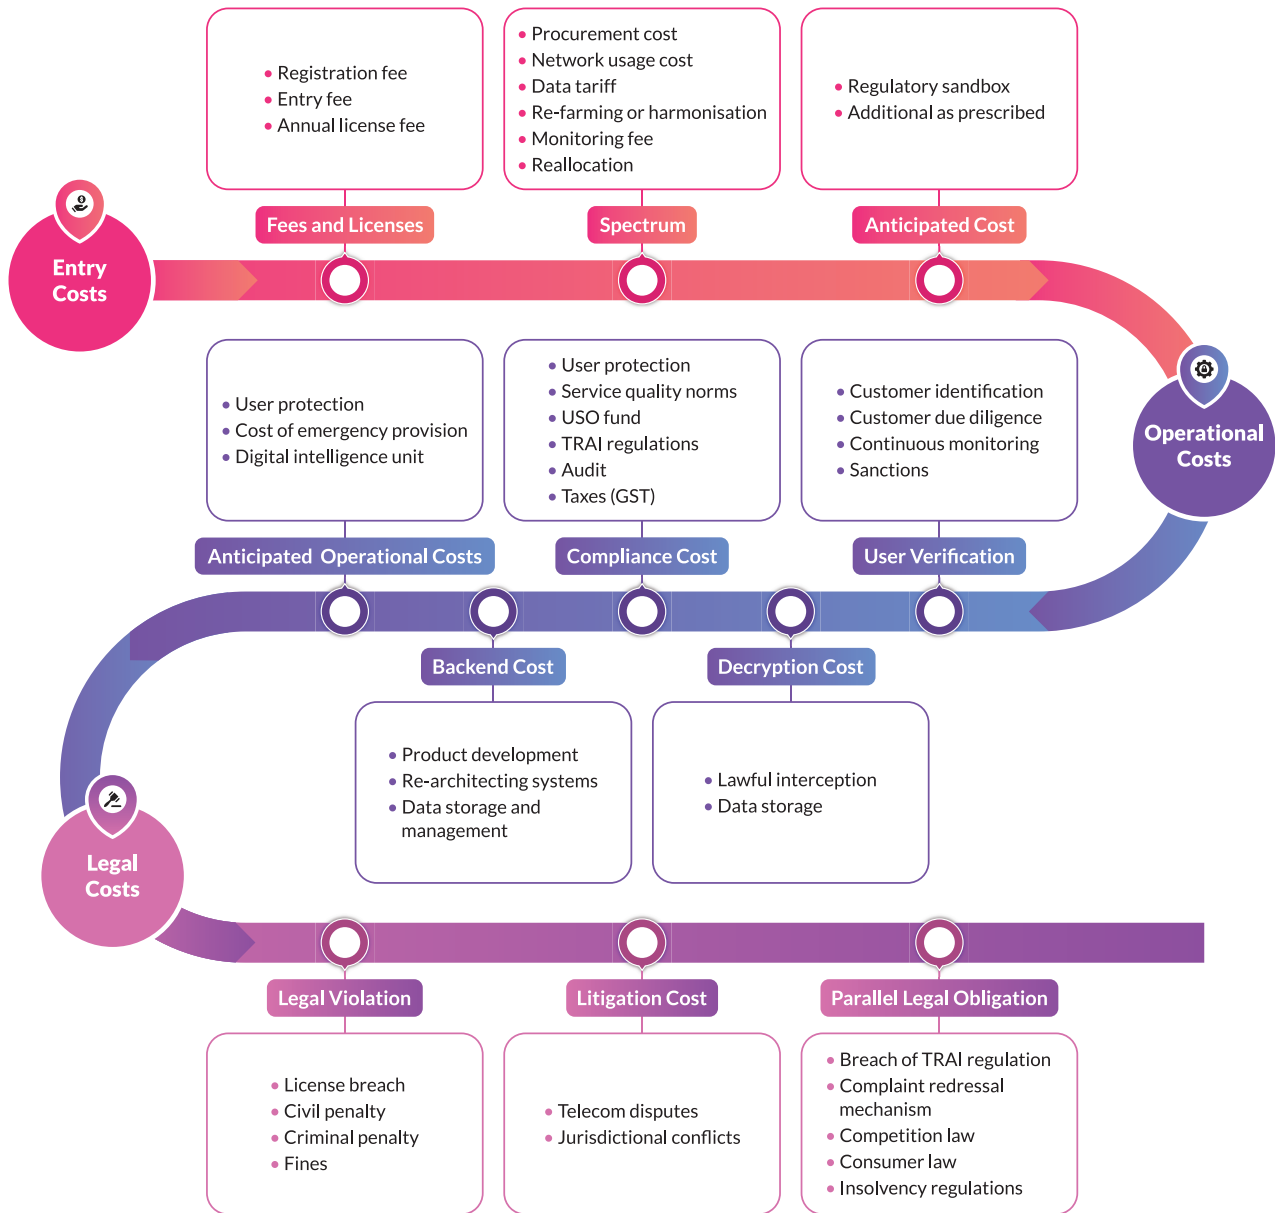 • Registration fee
• Entry fee
• Annual license fee
• Procurement cost
• Network usage cost
• Data tariff
• Re-farming or harmonisation
• Monitoring fee
• Reallocation
• Regulatory sandbox
• Additional as prescribed
Fees and Licenses
Spectrum
Anticipated Cost
Entry
Costs
• User protection
• Cost of emergency provision
• Digital intelligence unit
• User protection
• Service quality norms
• USO fund
• TRAI regulations
• Audit
• Taxes (GST)
• Customer identification
• Customer due diligence
• Continuous monitoring
• Sanctions
Operational
Costs
Anticipated Operational Costs
Compliance Cost
User Verification
Backend Cost
Decryption Cost
• Product development
• Re-architecting systems
• Data storage and
management
• Lawful interception
• Data storage
Legal
Costs
Legal Violation
Litigation Cost
Parallel Legal Obligation
• License breach
• Civil penalty
• Criminal penalty
• Fines
• Telecom disputes
• Jurisdictional conflicts
• Breach of TRAI regulation
• Complaint redressal
mechanism
• Competition law
• Consumer law
• Insolvency regulations